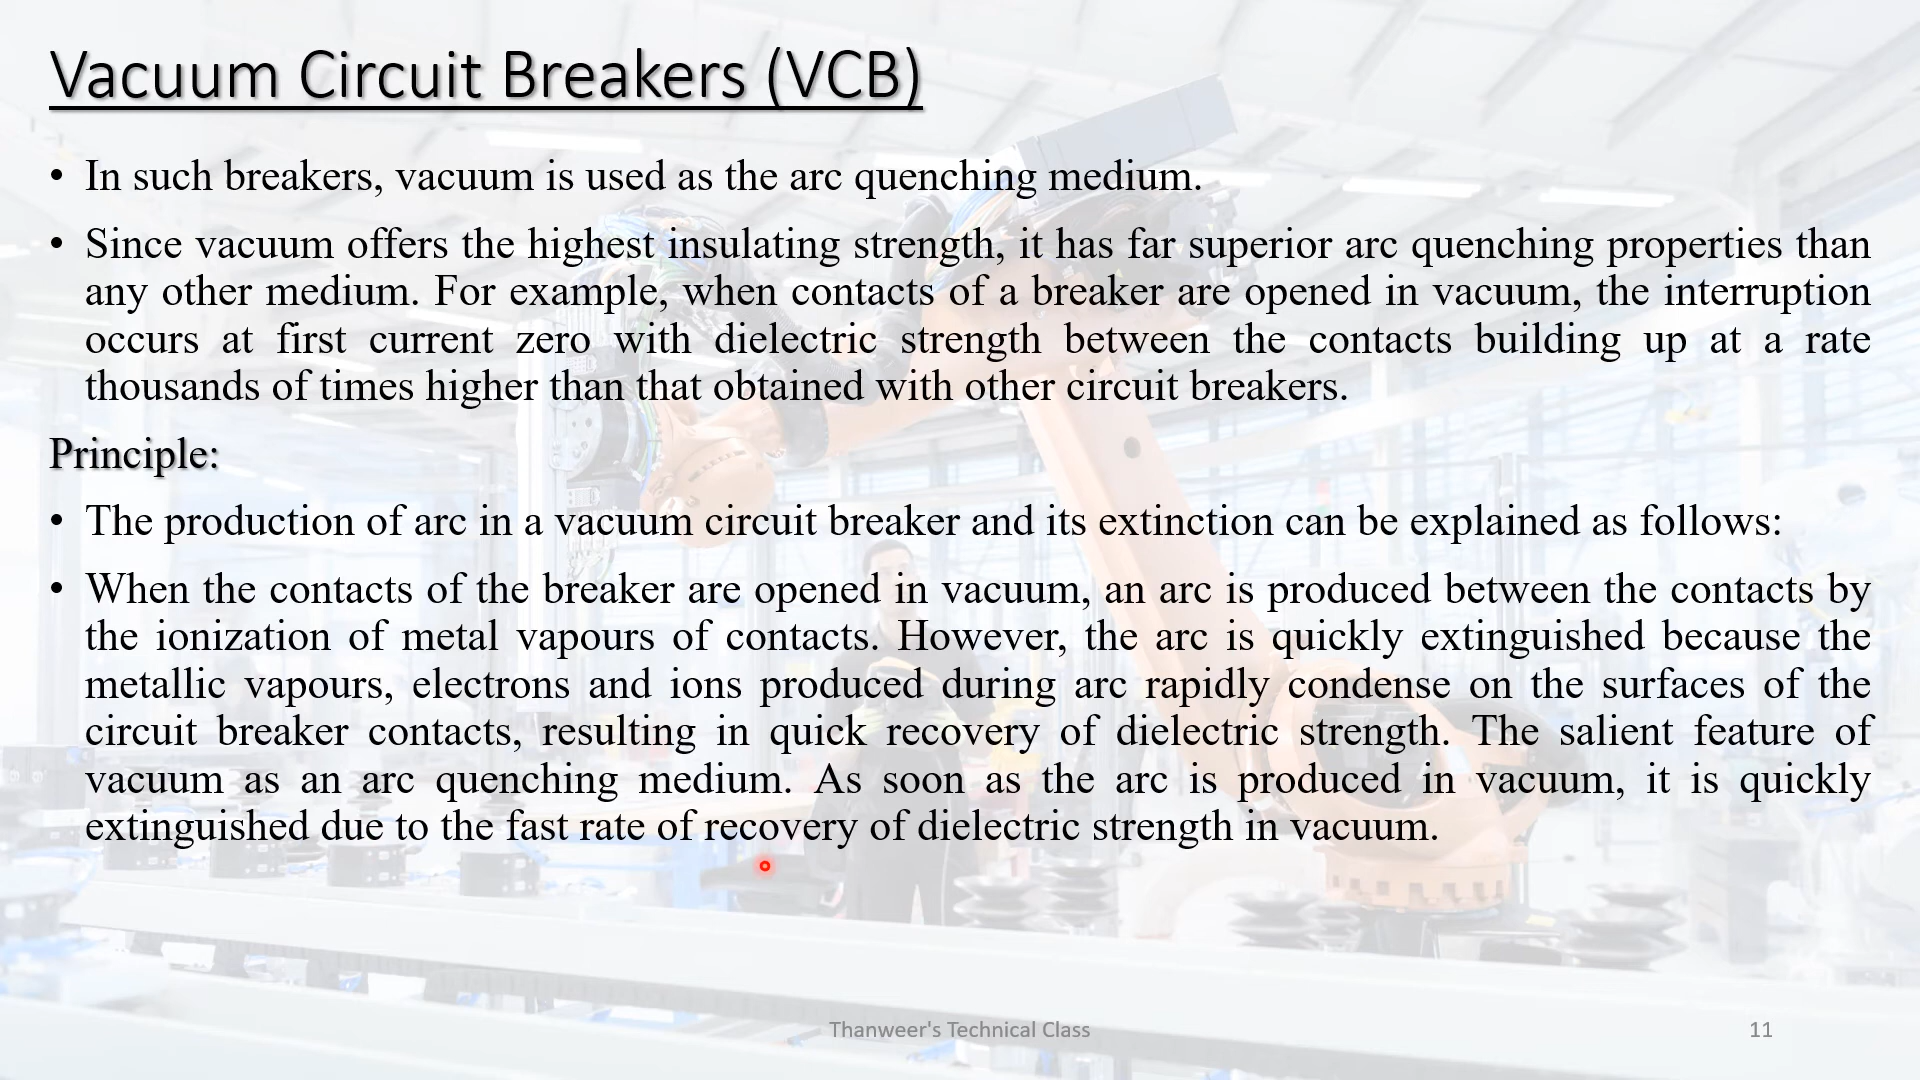 Vacuum Circuit Breakers (VCB)
• In such breakers, vacuum is used as the arc quenching medium.
• Since vacuum offers the highest insulating strength, it has far superior arc quenching properties than
any other medium. For example, when contacts of a breaker are opened in vacuum, the interruption
occurs at first current zero with dielectric strength between the contacts building up at a rate
thousands of times higher than that obtained with other circuit breakers.
Principle:
• The production of arc in a vacuum circuit breaker and its extinction can be explained as follows:
• When the contacts of the breaker are opened in vacuum, an arc is produced between the contacts by
the ionization of metal vapours of contacts. However, the arc is quickly extinguished because the
metallic vapours, electrons and ions produced during arc rapidly condense on the surfaces of the
circuit breaker contacts, resulting in quick recovery of dielectric strength. The salient feature of
vacuum as an arc quenching medium. As soon as the arc is produced in vacuum, it is quickly
extinguished due to the fast rate of recovery of dielectric strength in vacuum.
Thanweer's Technical Class
11